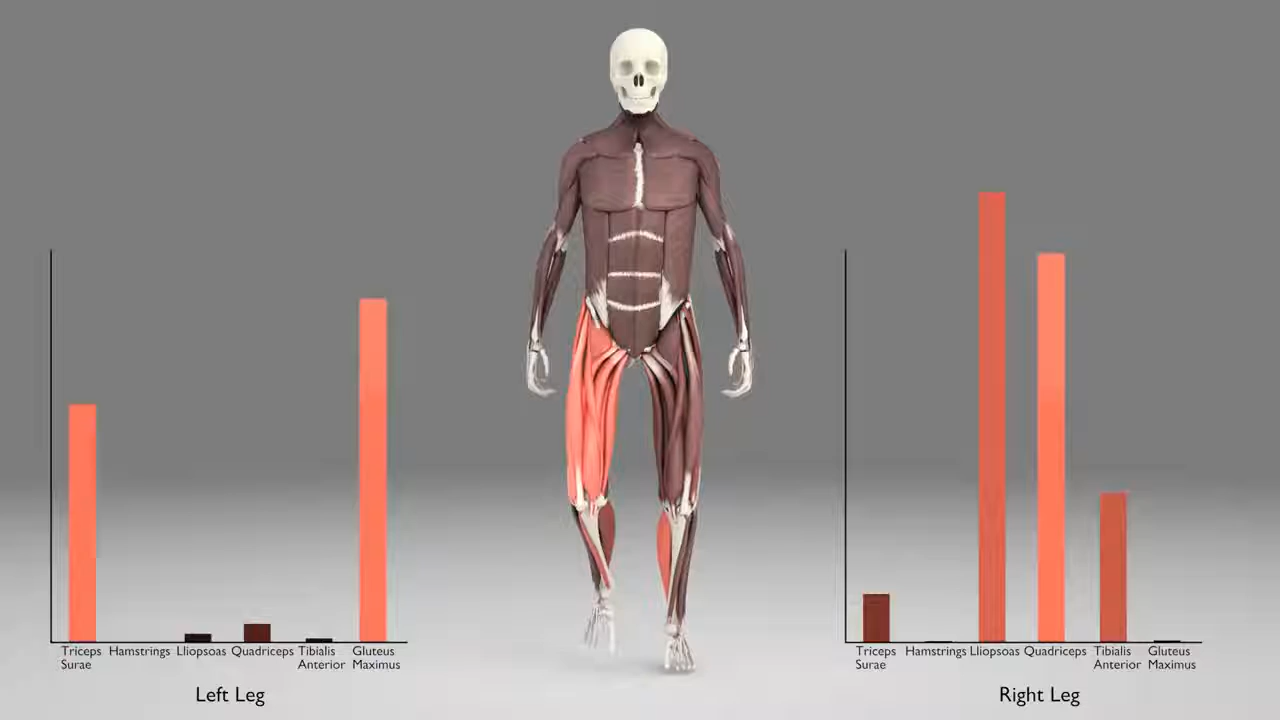 Triceps Surae
Hamstrings
Lliopsoas
Quadriceps
Tibialis Anterior
Gluteus Maximus
Left Leg
Triceps Surae
Hamstrings
Lliopsoas
Quadriceps
Tibialis Anterior
Gluteus Maximus
Right Leg